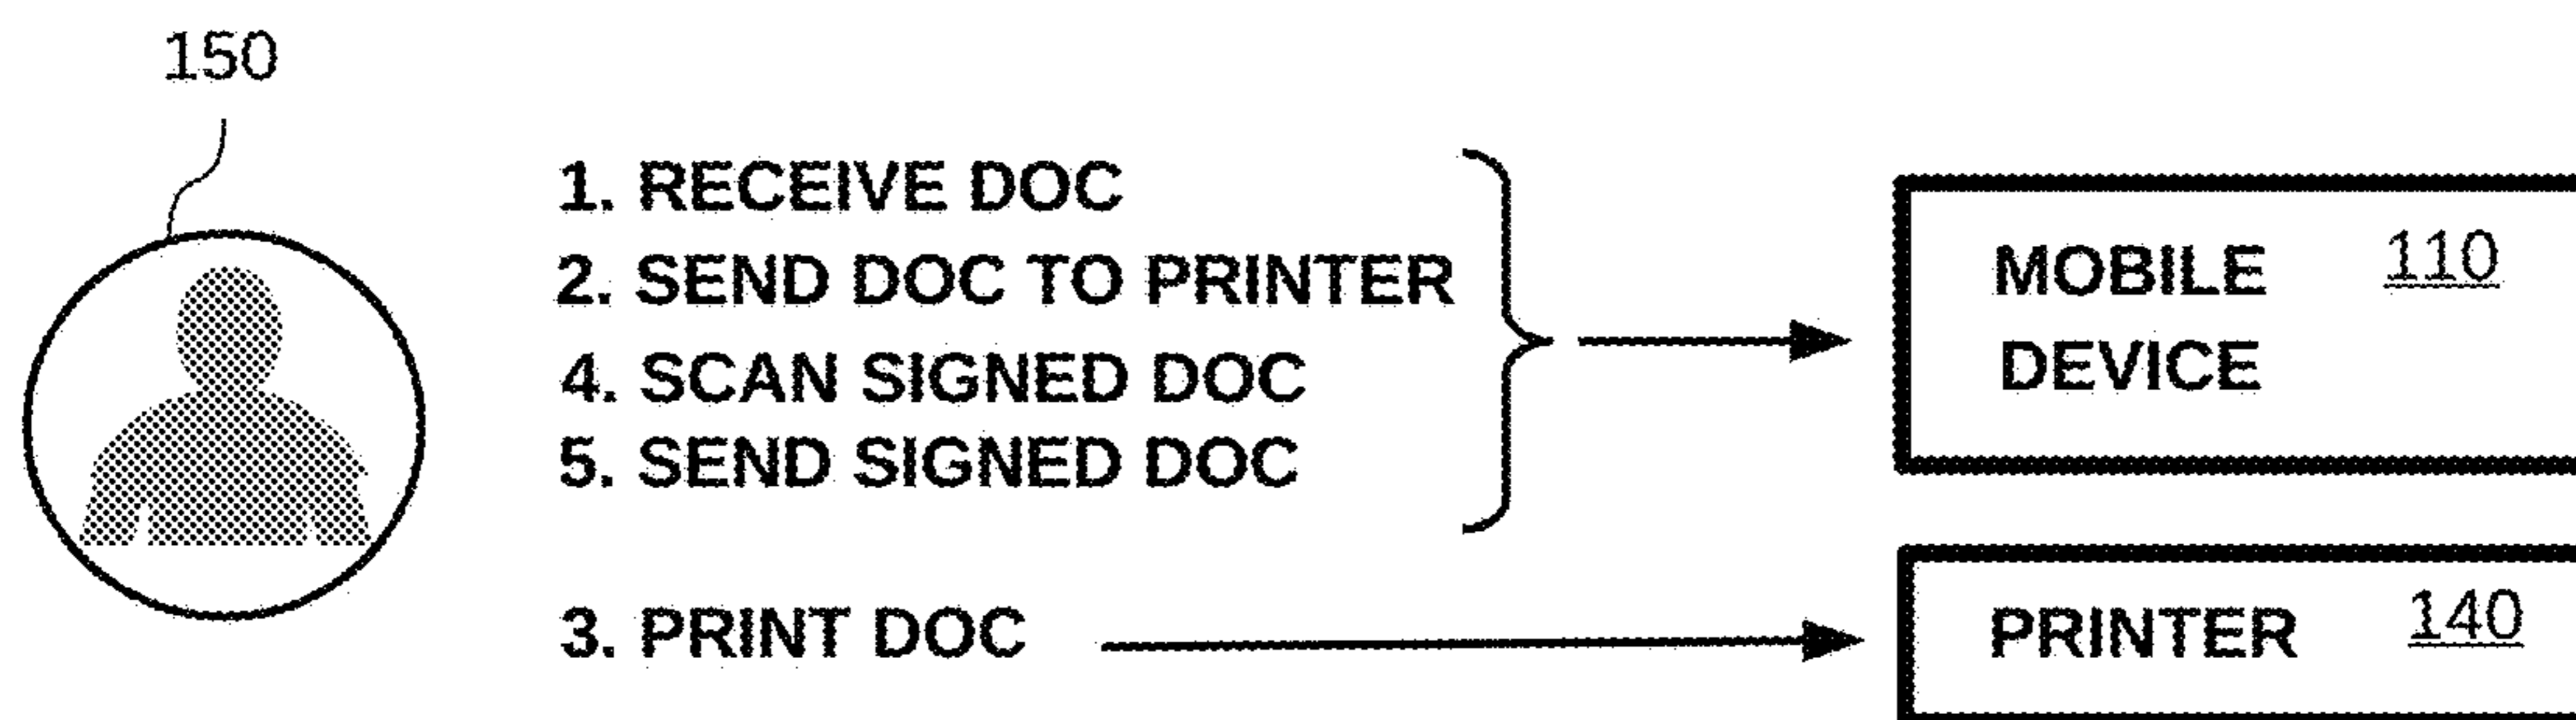 150
1. RECEIVE DOC
2. SEND DOC TO PRINTER
4. SCAN SIGNED DOC
5. SEND SIGNED DOC
3. PRINT DOC
MOBILE 110
DEVICE
PRINTER 140